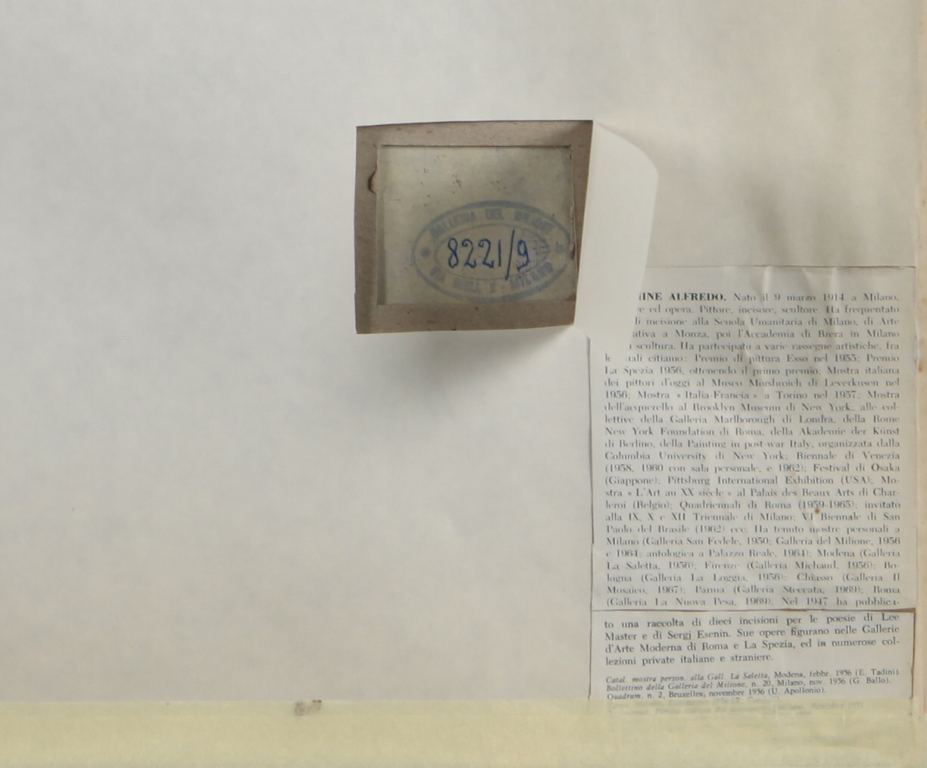 GALLERIA DEL MILIONE
8221/9
- MILANO
INE ALFREDO. Nato il 9 marzo 1914 a Milano,
e ed opera. Pittore, incisore, scultore. Ha frequentato
di incisione alla Scuola Umanitaria di Milano, di Arte
ativa a Monza, poi l'Accademia di Brera in Milano
scultura. Ha partecipato a varie rassegne artistiche, fra
le quali citiamo: Premio di pittura Esso nel 1955; Premio
La Spezia 1956, ottenendo il primo premio; Mostra italiana
dei pittori d'oggi al Museo Morsbroich di Leverkusen nel
1956; Mostra « Italia-Francia » a Torino nel 1957; Mostra
dell'acquerello al Brooklyn Museum di New York, alle col-
lettive della Galleria Marlborough di Londra, della Rome
New York Foundation di Roma, della Akademie der Künst
di Berlino, della Painting in post-war Italy, organizzata dalla
Columbia University di New York; Biennale di Venezia
(1958, 1960 con sala personale, e 1962); Festival di Osaka
(Giappone); Pittsburg International Exhibition (USA); Mo-
stra « L'Art au XX siècle » al Palais des Beaux Arts di Char-
leroi (Belgio); Quadriennali di Roma (1959-1965); invitato
alla IX, X e XII Triennale di Milano; VI Biennale di San
Paolo del Brasile (1962) ecc. Ha tenuto mostre personali a
Milano (Galleria San Fedele, 1950; Galleria del Milione, 1956
e 1964; antologica a Palazzo Reale, 1964); Modena (Galleria
La Saletta, 1956); Firenze (Galleria Michaud, 1956); Bo-
logna (Galleria La Loggia, 1956); Chiasso (Galleria Il
Mosaico, 1967); Parma (Galleria Steccata, 1969); Roma
(Galleria La Nuova Pesa, 1969). Nel 1947 ha pubblica-
to una raccolta di dieci incisioni per le poesie di Lee
Master e di Sergj Esenin. Sue opere figurano nelle Gallerie
d'Arte Moderna di Roma e La Spezia, ed in numerose col-
lezioni private italiane e straniere.
Catal. mostra person. alla Gall. La Saletta, Modena, febbr. 1956 (E. Tadini).
Bollettino della Galleria del Milione, n. 20, Milano, nov. 1956 (G. Ballo).
Quadrum, n. 2, Bruxelles, novembre 1956 (U. Apollonio).